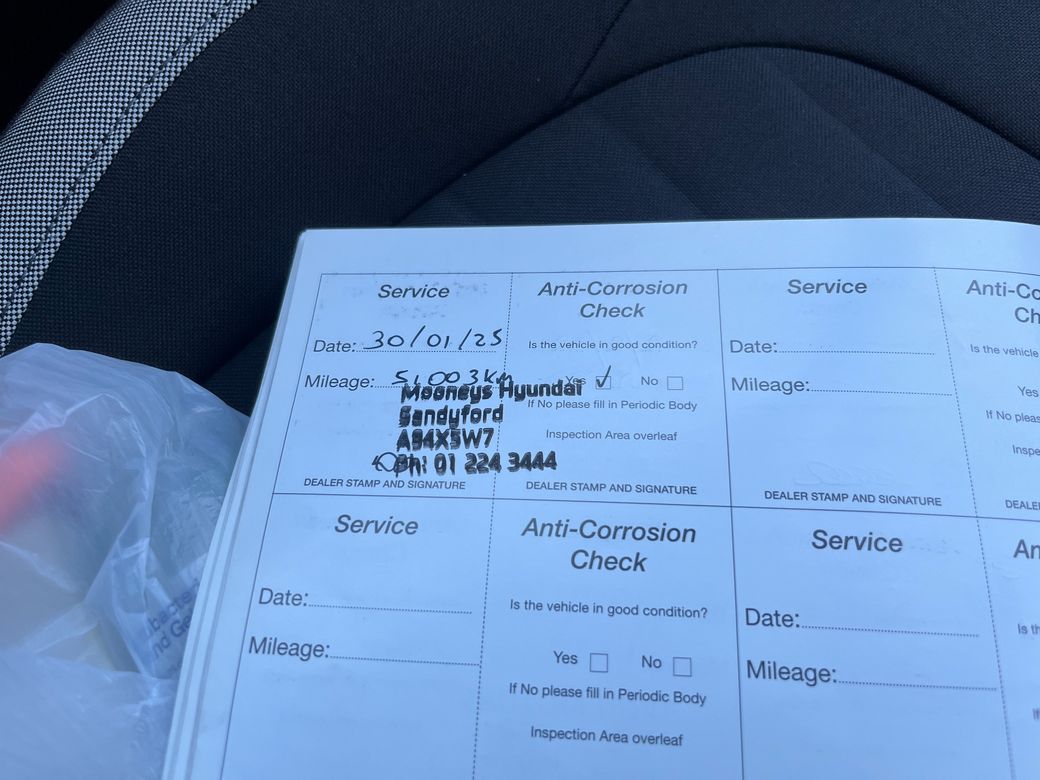 Service
Date: 30/01/25
Mileage: 51003km
Mooneys Hyundai
Sandyford
A94X5W7
Ph: 01 224 3444
DEALER STAMP AND SIGNATURE
Anti-Corrosion
Check
Is the vehicle in good condition?
Yes ✓ No
If No please fill in Periodic Body
Inspection Area overleaf
DEALER STAMP AND SIGNATURE
Service
Date:
Mileage:
DEALER STAMP AND SIGNATURE
Anti-Co
Ch
Is the vehicle
Yes
If No pleas
Inspe
DEALE
Service
Date:
Mileage:
Anti-Corrosion
Check
Is the vehicle in good condition?
Yes No
If No please fill in Periodic Body
Inspection Area overleaf
Service
Date:
Mileage:
An
Is th
If